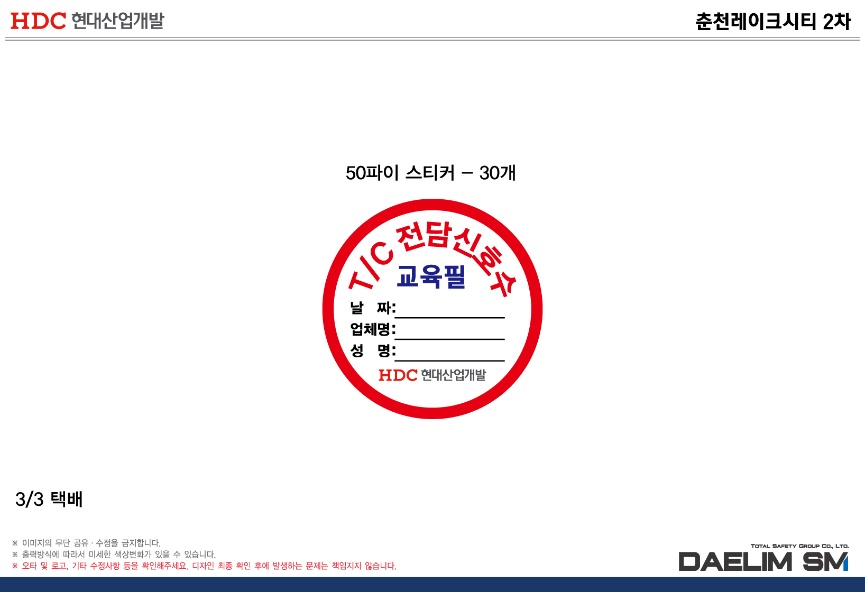 HDC 현대산업개발
춘천레이크시티 2차
50파이 스티커 – 30개
T/C 전담신호수
교육필
날 짜:
업체명:
성 명:
HDC 현대산업개발
3/3 택배
※ 이미지의 무단 공유 · 수정을 금지합니다.
※ 출력방식에 따라서 미세한 색상변화가 있을 수 있습니다.
※ 오타 및 로고, 기타 수정사항 등을 확인해주세요. 디자인 최종 확인 후에 발생하는 문제는 책임지지 않습니다.
TOTAL SAFETY GROUP CO., LTD.
DAELIM SM